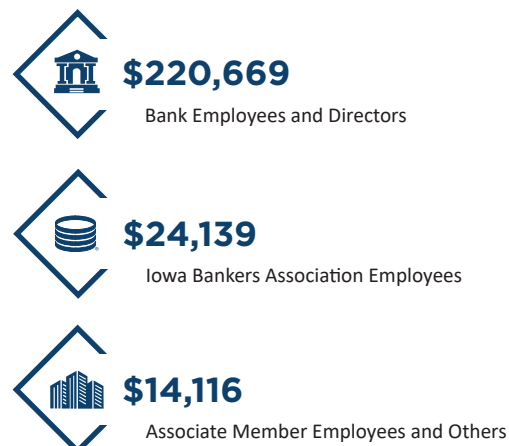 $220,669
Bank Employees and Directors
$24,139
Iowa Bankers Association Employees
$14,116
Associate Member Employees and Others